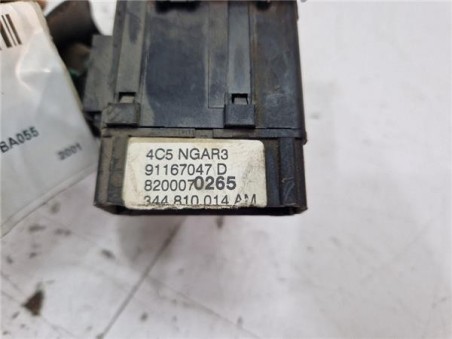 BA055
3001
4C5 NGAR3
91167047 D
8200070265
344 810 014 AM